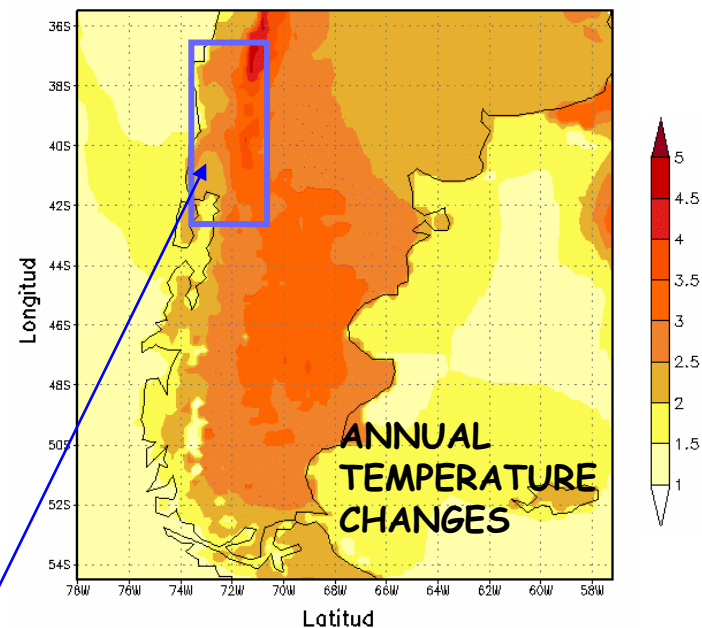 36S
38S
40S
42S
44S
46S
48S
50S
52S
54S
Longitud
78W 76W 74W 72W 70W 68W 66W 64W 62W 60W 58W
Latitud
ANNUAL
TEMPERATURE
CHANGES
5
4.5
4
3.5
3
2.5
2
1.5
1